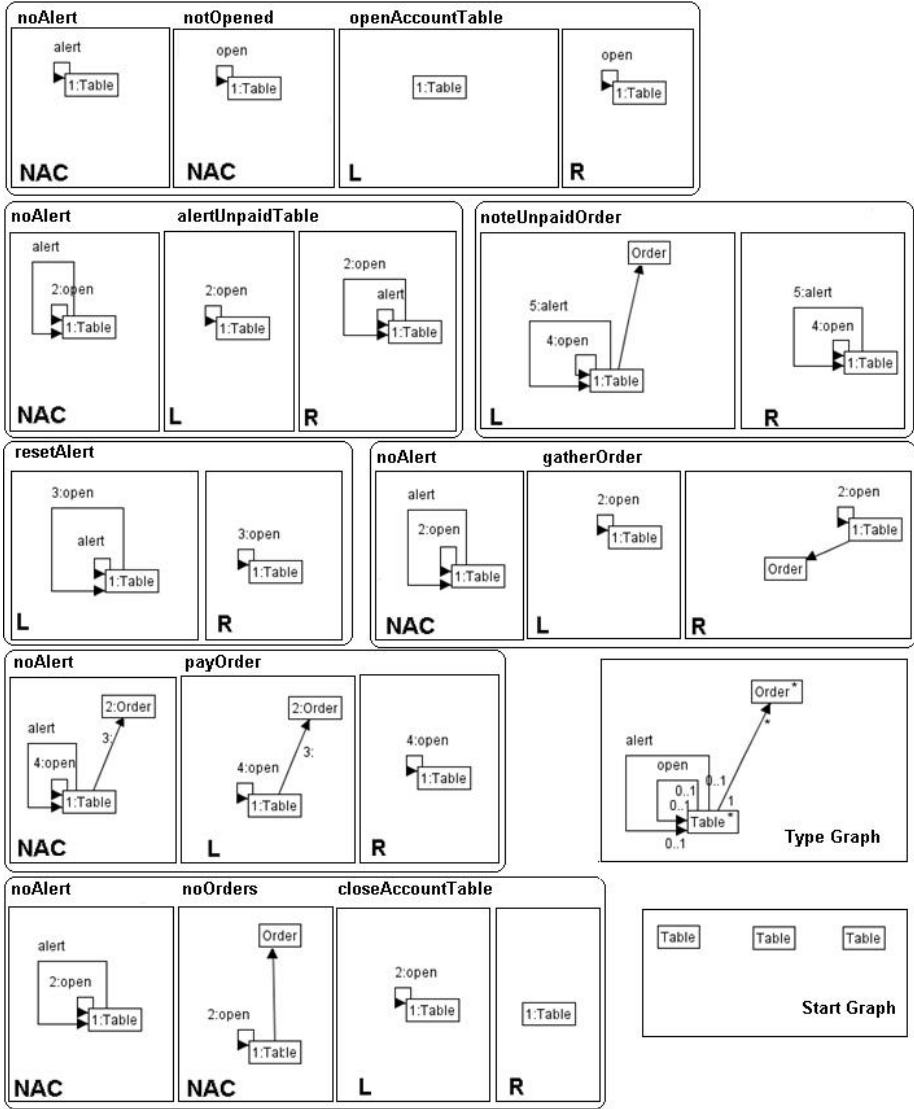 noAlert notOpened openAccountTable
alert
1:Table
NAC
open
1:Table
NAC
1:Table
L
open
1:Table
R
noAlert alertUnpaidTable
alert
2:open
1:Table
NAC
2:open
1:Table
L
2:open
alert
1:Table
R
noteUnpaidOrder
Order
5:alert
4:open
1:Table
L
5:alert
4:open
1:Table
R
resetAlert
3:open
alert
1:Table
L
3:open
1:Table
R
noAlert gatherOrder
alert
2:open
1:Table
NAC
2:open
1:Table
L
2:open
1:Table
Order
R
noAlert payOrder
2:Order
alert
3:
4:open
1:Table
NAC
2:Order
3:
4:open
1:Table
L
4:open
1:Table
R
Order *
*
alert
open
0..1
0..1
0..1
1
Table *
0..1
Type Graph
noAlert noOrders closeAccountTable
alert
2:open
1:Table
NAC
Order
2:open
1:Table
NAC
2:open
1:Table
L
1:Table
R
Table Table Table
Start Graph